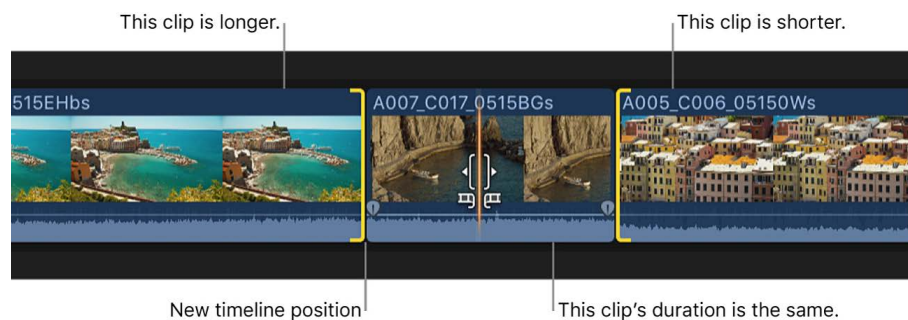 This clip is longer.
This clip is shorter.
515EHbs
A007_C017_0515BGs
A005_C006_05150Ws
New timeline position
This clip’s duration is the same.